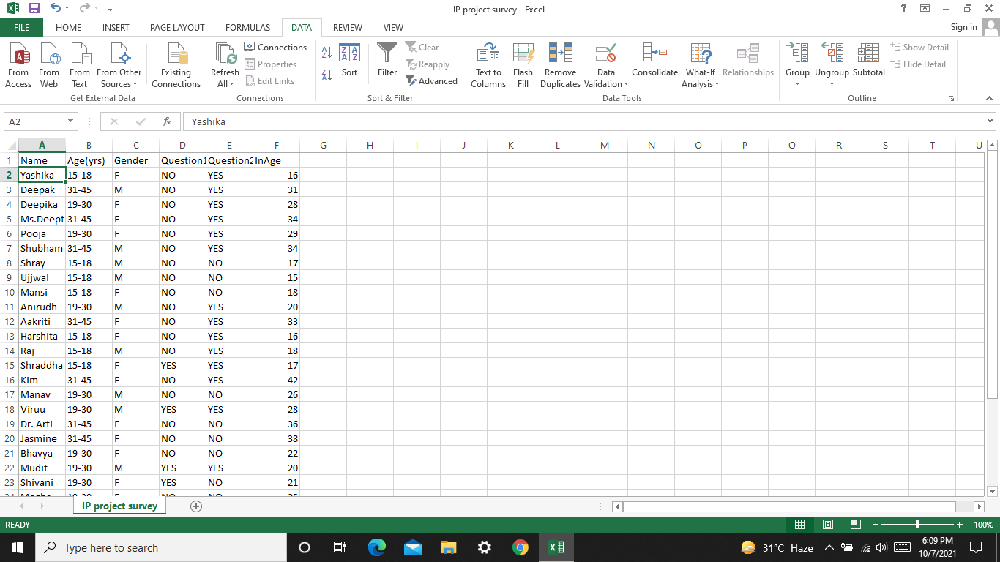 IP project survey - Excel
?
FILE HOME INSERT PAGE LAYOUT FORMULAS DATA REVIEW VIEW Sign in
From Access From Web From Text From Other Sources Existing Connections
Get External Data
Refresh All Connections Properties Edit Links
Connections
Sort Filter Clear Reapply Advanced
Sort & Filter
Text to Columns Flash Fill Remove Duplicates Data Validation Consolidate What-If Analysis Relationships
Data Tools
Group Ungroup Subtotal Show Detail Hide Detail
Outline
A2 fx Yashika
A B C D E F G H I J K L M N O P Q R S T U
1 Name Age(yrs) Gender Question1 Question2 InAge
2 Yashika 15-18 F NO YES 16
3 Deepak 31-45 M NO YES 31
4 Deepika 19-30 F NO YES 28
5 Ms.Deept 31-45 F NO YES 34
6 Pooja 19-30 F NO YES 29
7 Shubham 31-45 M NO YES 34
8 Shray 15-18 M NO NO 17
9 Ujjwal 15-18 M NO NO 15
10 Mansi 15-18 F NO NO 18
11 Anirudh 19-30 M NO YES 20
12 Aakriti 31-45 F NO YES 33
13 Harshita 15-18 F NO YES 16
14 Raj 15-18 M NO YES 18
15 Shraddha 15-18 F YES YES 17
16 Kim 31-45 F NO YES 42
17 Manav 19-30 M NO NO 26
18 Viruu 19-30 M YES YES 28
19 Dr. Arti 31-45 F NO NO 36
20 Jasmine 31-45 F NO NO 38
21 Bhavya 19-30 F NO NO 22
22 Mudit 19-30 M YES YES 20
23 Shivani 19-30 F YES NO 21
IP project survey
READY 100%
Type here to search 31°C Haze 6:09 PM
10/7/2021